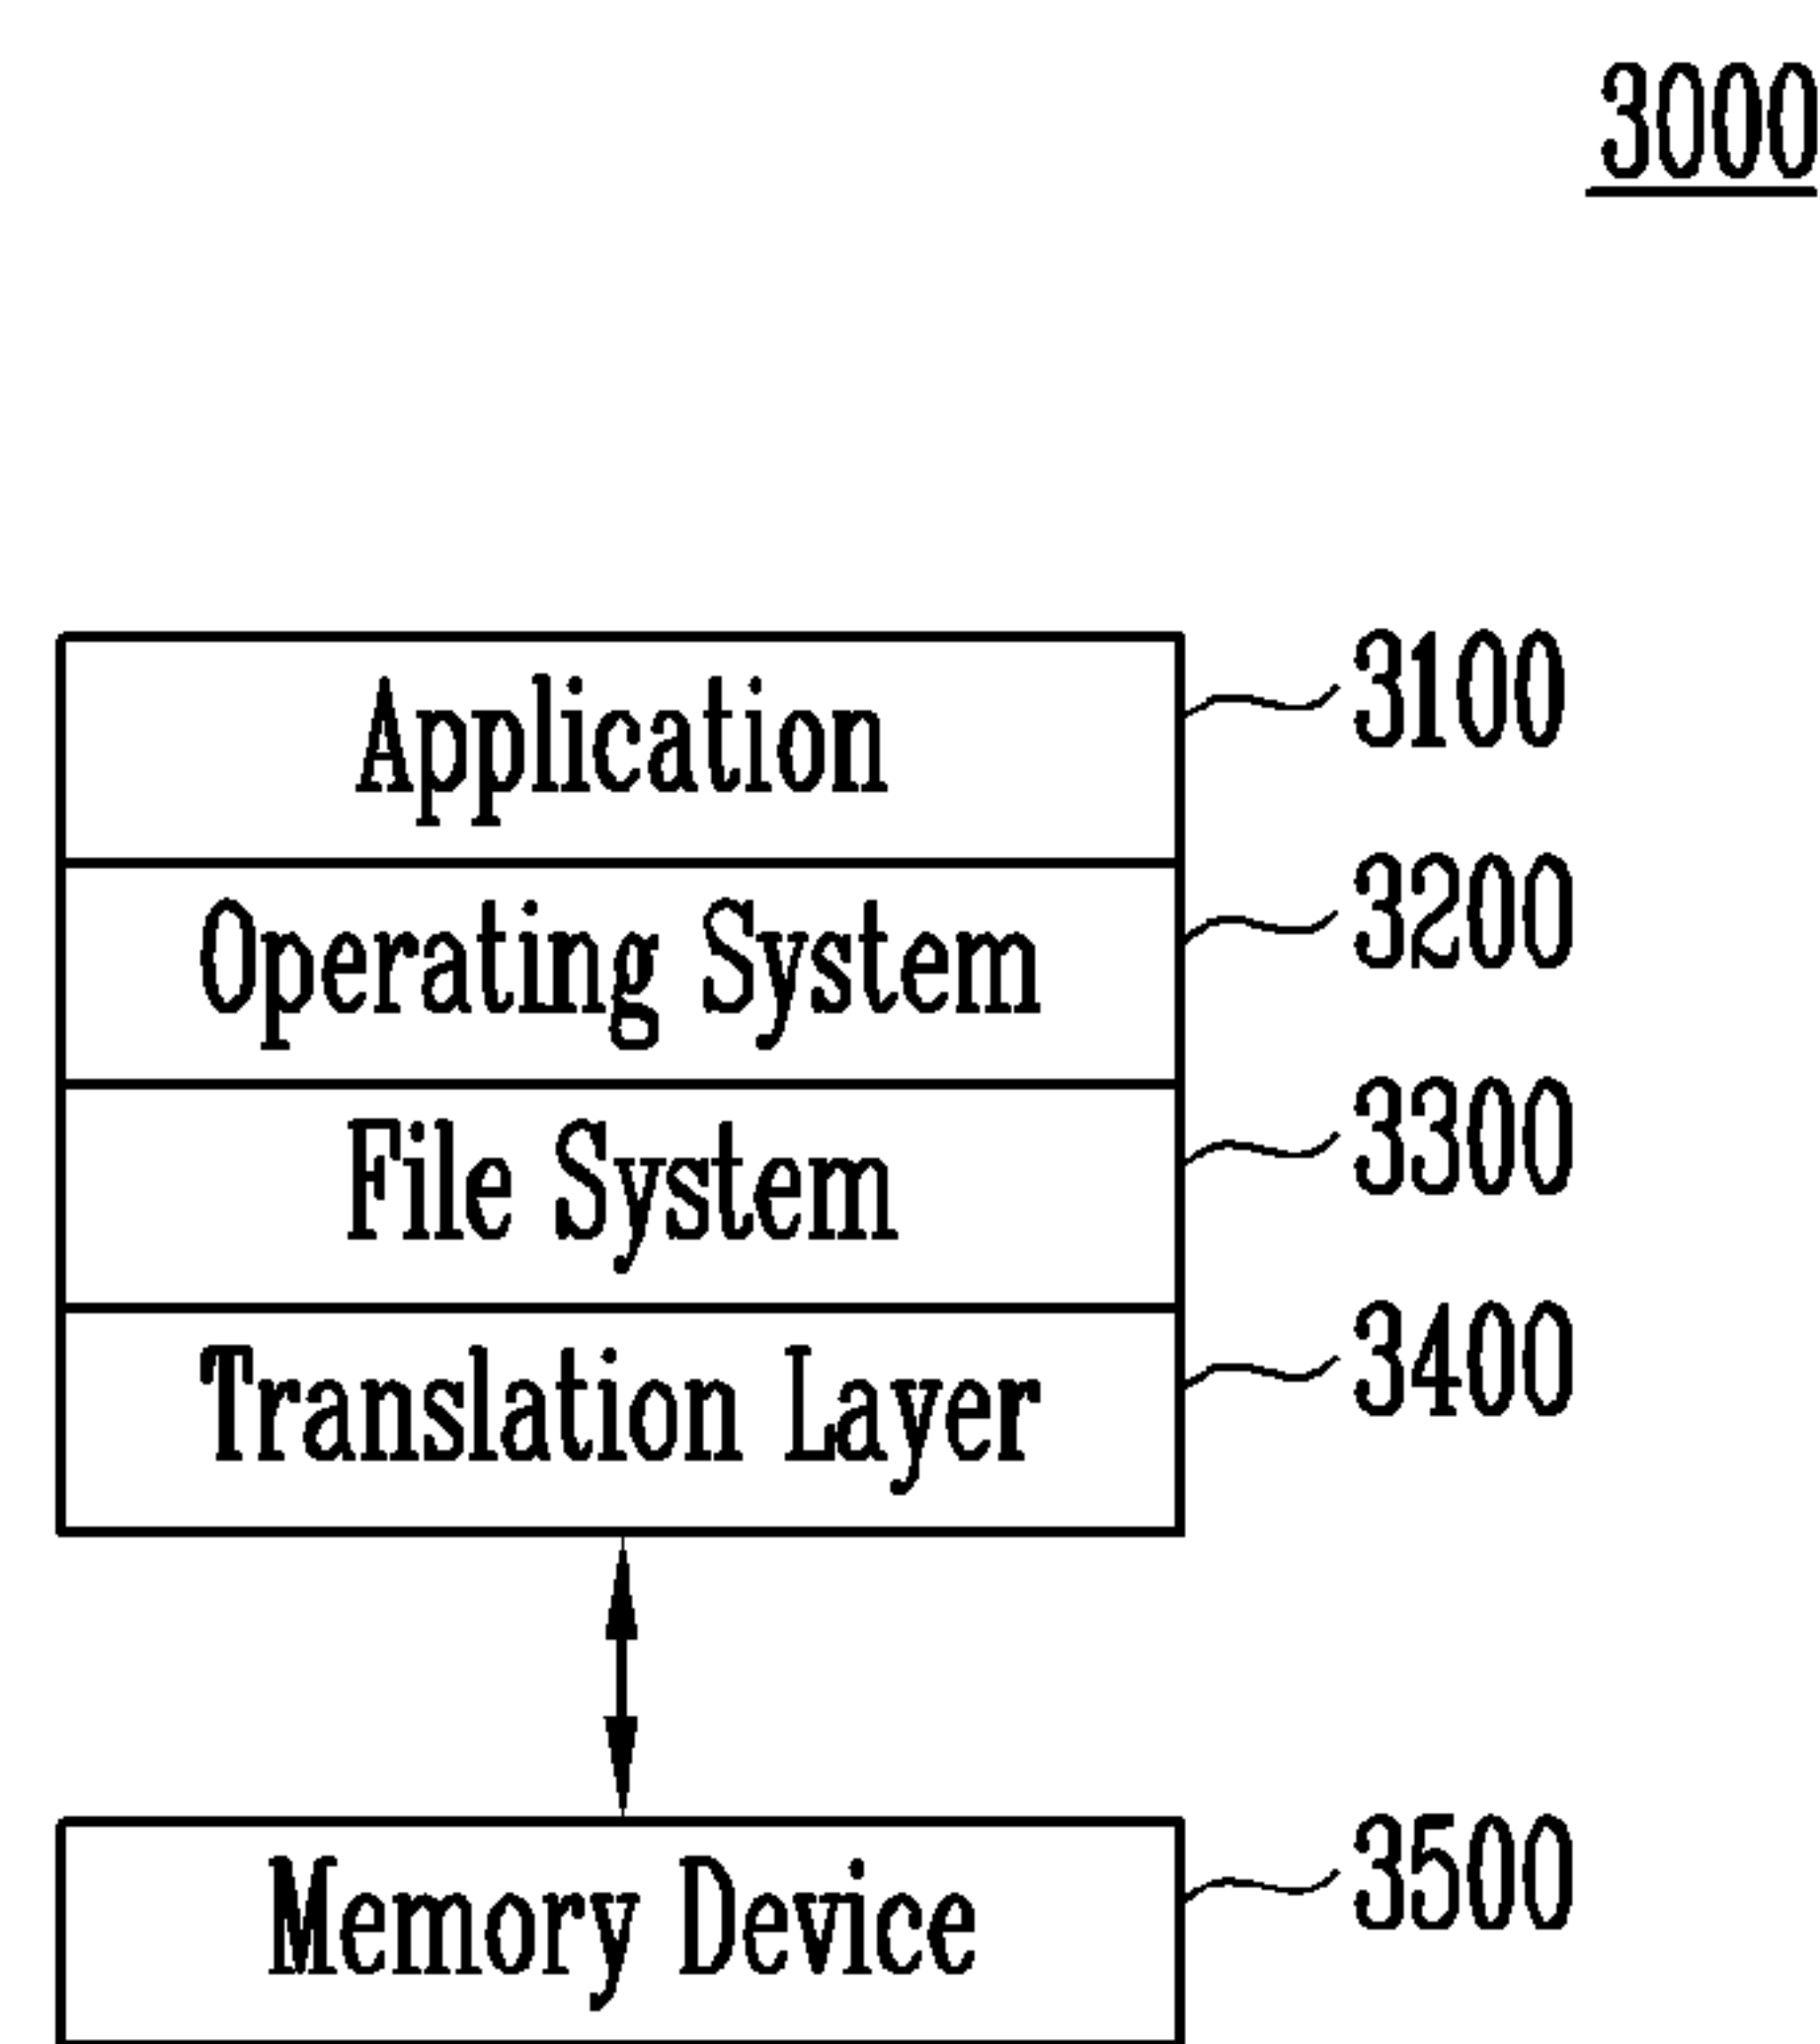 3000
Application 3100
Operating System 3200
File System 3300
Translation Layer 3400
Memory Device 3500